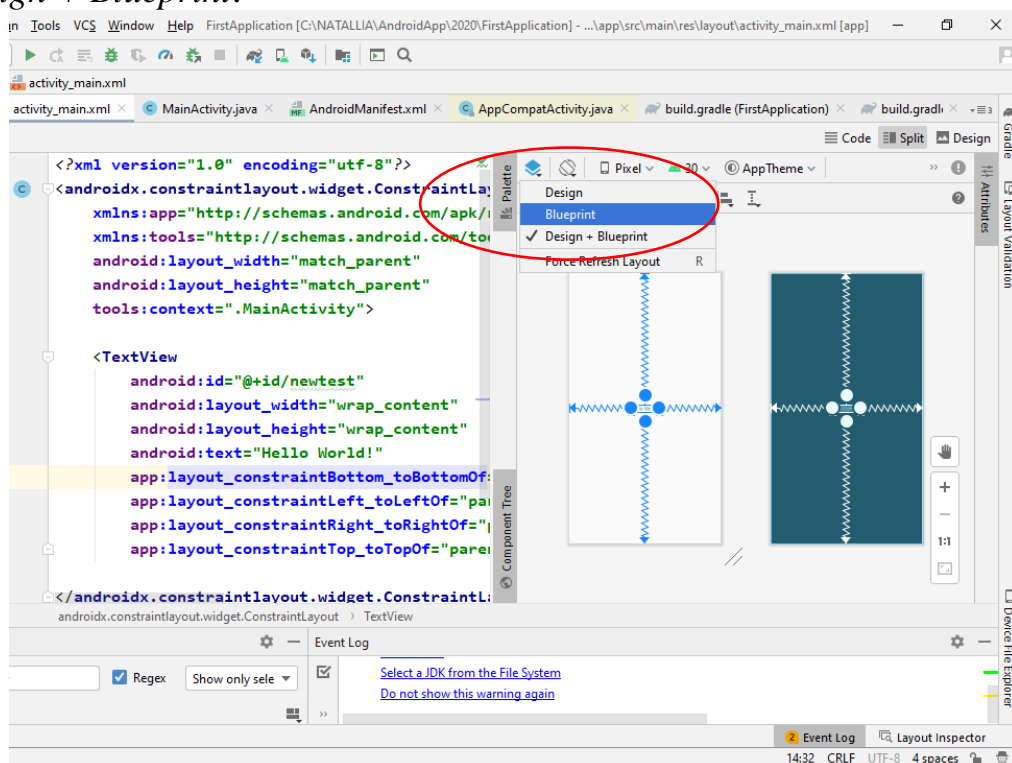 gn + Blueprint.
n Tools VCS Window Help FirstApplication [C:\NATALLIA\AndroidApp\2020\FirstApplication] - ...\app\src\main\res\layout\activity_main.xml [app]
activity_main.xml
activity_main.xml MainActivity.java AndroidManifest.xml AppCompatActivity.java build.gradle (FirstApplication) build.gradl
Code Split Design
Pixel 30 AppTheme
Design
Blueprint
Design + Blueprint
Force Refresh Layout R
<?xml version="1.0" encoding="utf-8"?>
<androidx.constraintlayout.widget.ConstraintLay
xmlns:app="http://schemas.android.com/apk/
xmlns:tools="http://schemas.android.com/to
android:layout_width="match_parent"
android:layout_height="match_parent"
tools:context=".MainActivity">
<TextView
android:id="@+id/newtest"
android:layout_width="wrap_content"
android:layout_height="wrap_content"
android:text="Hello World!"
app:layout_constraintBottom_toBottomOf
app:layout_constraintLeft_toLeftOf="par
app:layout_constraintRight_toRightOf="
app:layout_constraintTop_toTopOf="pare
</androidx.constraintlayout.widget.ConstraintL
Palette
Component Tree
Attributes
Gradle
Layout Validation
Device File Explorer
1:1
androidx.constraintlayout.widget.ConstraintLayout > TextView
Event Log
Regex Show only sele
Select a JDK from the File System
Do not show this warning again
2 Event Log Layout Inspector
14:32 CRLF UTF-8 4 spaces